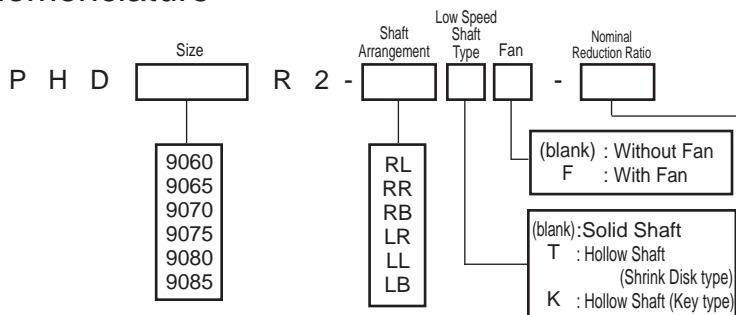 Nomenclature
Size
Shaft
Arrangement
Low Speed
Shaft
Type
Fan
Nominal
Reduction Ratio
P H D R 2 - -
9060
9065
9070
9075
9080
9085
RL
RR
RB
LR
LL
LB
(blank) : Without Fan
F : With Fan
(blank):Solid Shaft
T : Hollow Shaft
(Shrink Disk type)
K : Hollow Shaft (Key type)